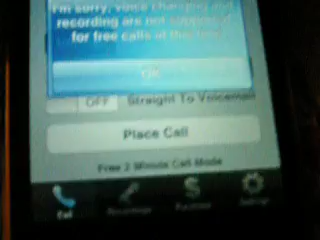 I'm sorry, voice changing and
recording are not supported
for free calls at this time.
OK
OFF Straight To Voicemail
Place Call
Free 2 Minute Call Mode
Call Recordings Purchase Settings